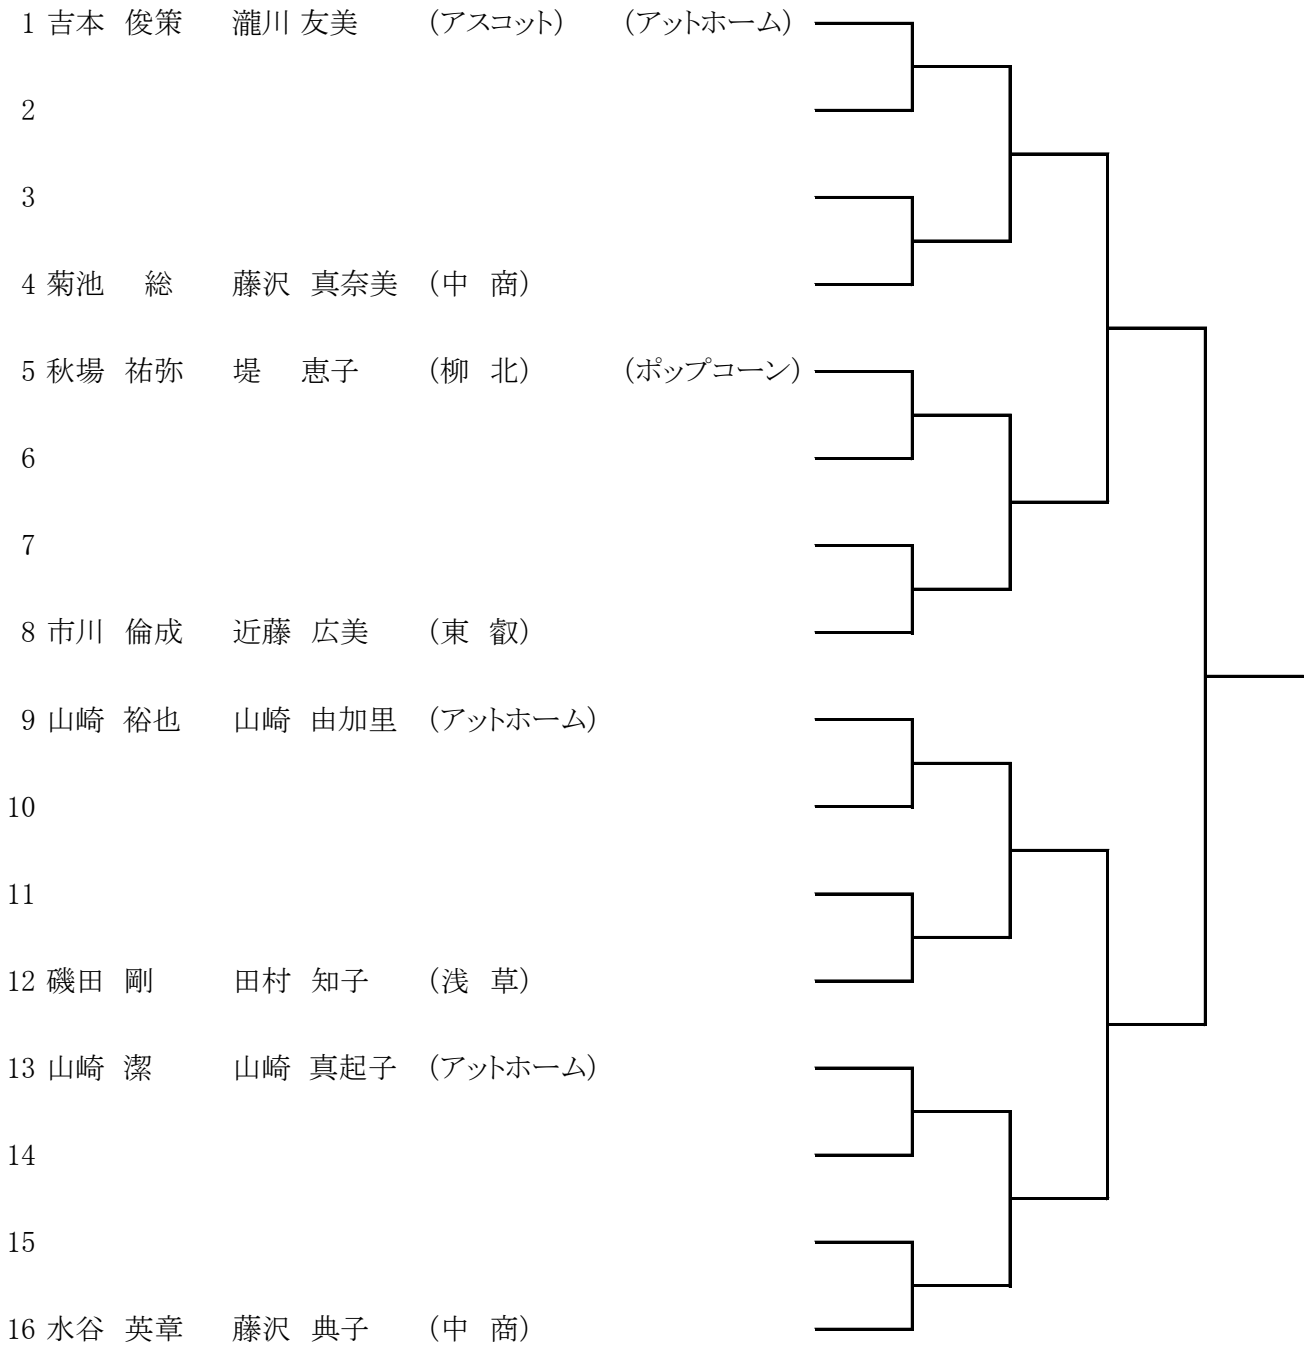 1 吉本 俊策 瀧川 友美 (アスコット) (アットホーム)
2
3
4 菊池 総 藤沢 真奈美 (中 商)
5 秋場 祐弥 堤 恵子 (柳 北) (ポップコーン)
6
7
8 市川 倫成 近藤 広美 (東 叡)
9 山崎 裕也 山崎 由加里 (アットホーム)
10
11
12 磯田 剛 田村 知子 (浅 草)
13 山崎 潔 山崎 真起子 (アットホーム)
14
15
16 水谷 英章 藤沢 典子 (中 商)